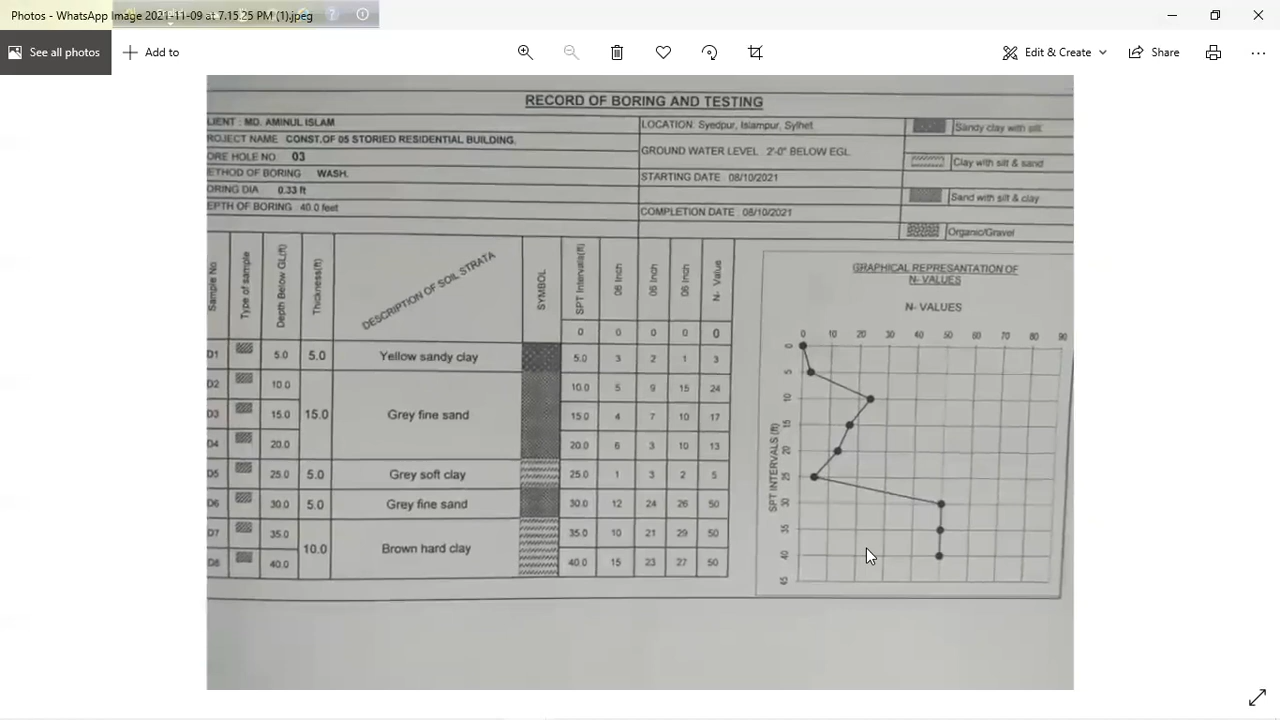 Photos - WhatsApp Image 2021-11-09 at 7.15.25 PM (1).jpeg
See all photos
Add to
Edit & Create
Share
RECORD OF BORING AND TESTING
LIENT : MD. AMINUL ISLAM
ROJECT NAME CONST.OF 05 STORIED RESIDENTIAL BUILDING.
ORE HOLE NO. 03
ETHOD OF BORING WASH.
ORING DIA 0.33 ft
EPTH OF BORING 40.0 feet
LOCATION: Syedpur, Islampur, Sylhet
GROUND WATER LEVEL 2'-0" BELOW EGL
STARTING DATE : 08/10/2021
COMPLETION DATE : 08/10/2021
Sandy clay with silt
Clay with silt & sand
Sand with silt & clay
Organic/Gravel
Sample No Type of sample Depth Below GL(ft) Thickness(ft) DESCRIPTION OF SOIL STRATA SYMBOL SPT Intervals(ft) 06 Inch 06 Inch 06 Inch N- Value
0 0 0 0 0
D1 5.0 5.0 Yellow sandy clay 5.0 3 2 1 3
D2 10.0 10.0 5 9 15 24
D3 15.0 15.0 Grey fine sand 15.0 4 7 10 17
D4 20.0 20.0 6 3 10 13
D5 25.0 5.0 Grey soft clay 25.0 1 3 2 5
D6 30.0 5.0 Grey fine sand 30.0 12 24 26 50
D7 35.0 35.0 10 21 29 50
10.0 Brown hard clay
D8 40.0 40.0 15 23 27 50
GRAPHICAL REPRESANTATION OF
N- VALUES
N- VALUES
0 10 20 30 40 50 60 70 80 90
SPT INTERVALS (ft)
0
5
10
15
20
25
30
35
40
45